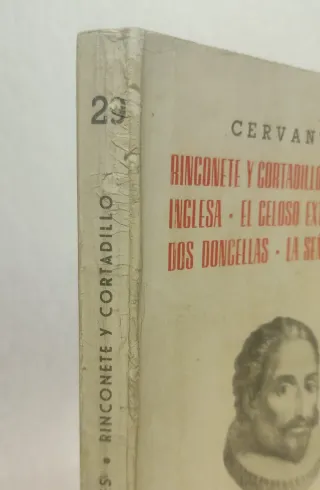 29
S • RINCONETE Y CORTADILLO
CERVAN
RINCONETE Y CORTADILLO
INGLESA • EL CELOSO EX
DOS DONCELLAS • LA SE